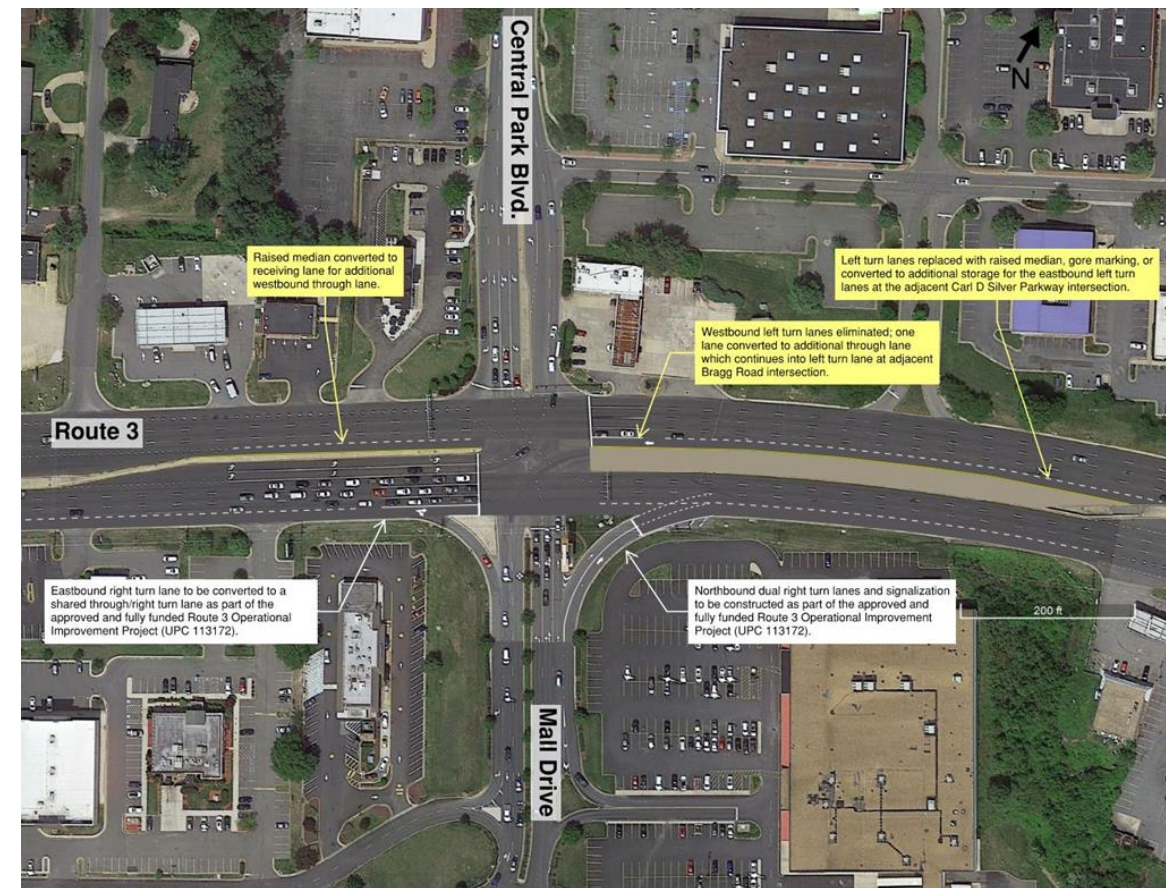 Central Park Blvd.
N
Raised median converted to
receiving lane for additional
westbound through lane.
Left turn lanes replaced with raised median, gore marking, or
converted to additional storage for the eastbound left turn
lanes at the adjacent Carl D Silver Parkway intersection.
Westbound left turn lanes eliminated; one
lane converted to additional through lane
which continues into left turn lane at adjacent
Bragg Road intersection.
Route 3
Eastbound right turn lane to be converted to a
shared through/right turn lane as part of the
approved and fully funded Route 3 Operational
Improvement Project (UPC 113172).
Northbound dual right turn lanes and signalization
to be constructed as part of the approved and
fully funded Route 3 Operational Improvement
Project (UPC 113172).
200 ft
Mall Drive